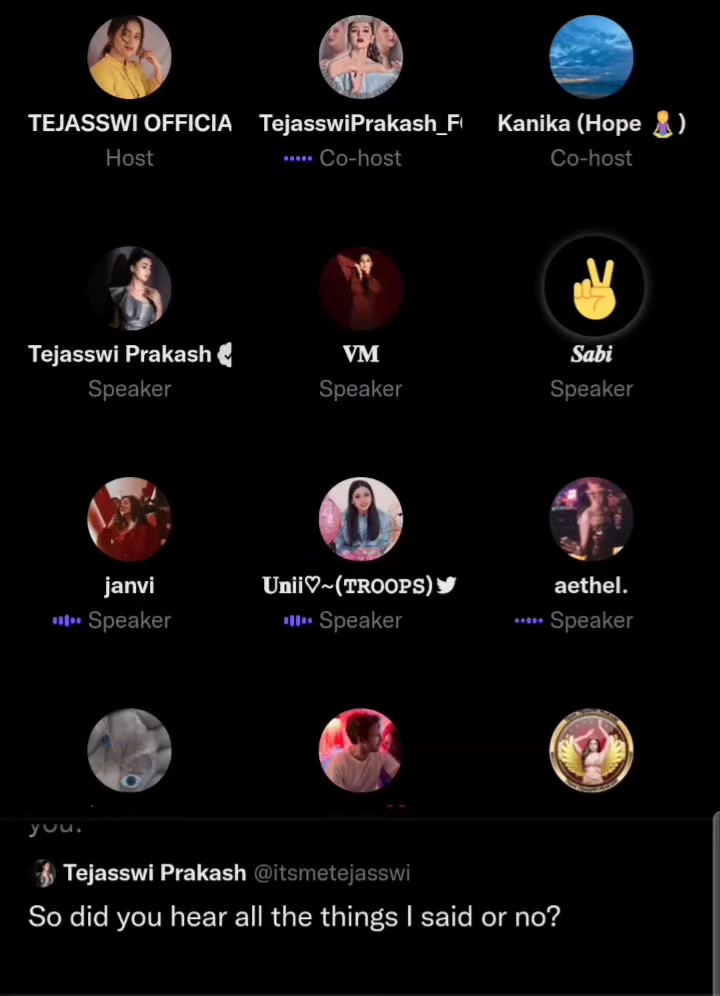 TEJASSWI OFFICIA TejasswiPrakash_F Kanika (Hope 🧘‍♀️)
Host Co-host Co-host
Tejasswi Prakash VM Sabi
Speaker Speaker Speaker
janvi Unii♡~(TROOPS) aethel.
Speaker Speaker Speaker
you.
Tejasswi Prakash @itsmetejasswi
So did you hear all the things I said or no?